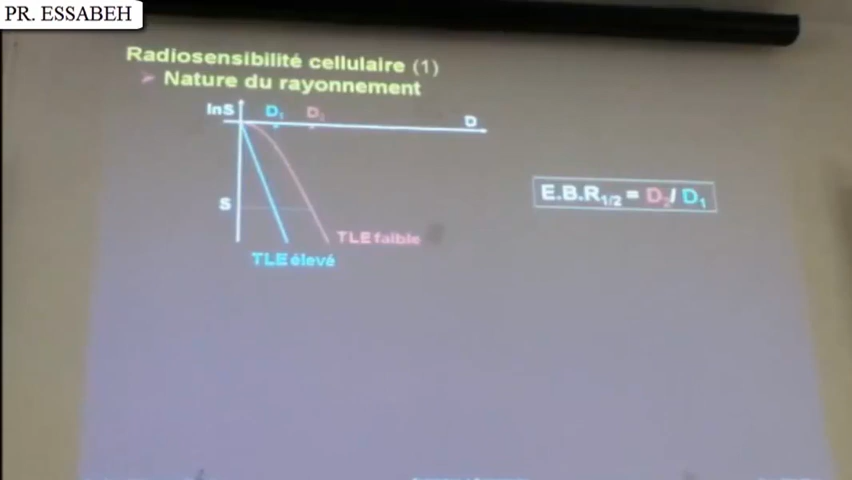 PR. ESSABEH
Radiosensibilité cellulaire (1)
Nature du rayonnement
lnS D₁ D₂ D
E.B.R₁/₂ = D₂/ D₁
S
TLE faible
TLE élevé